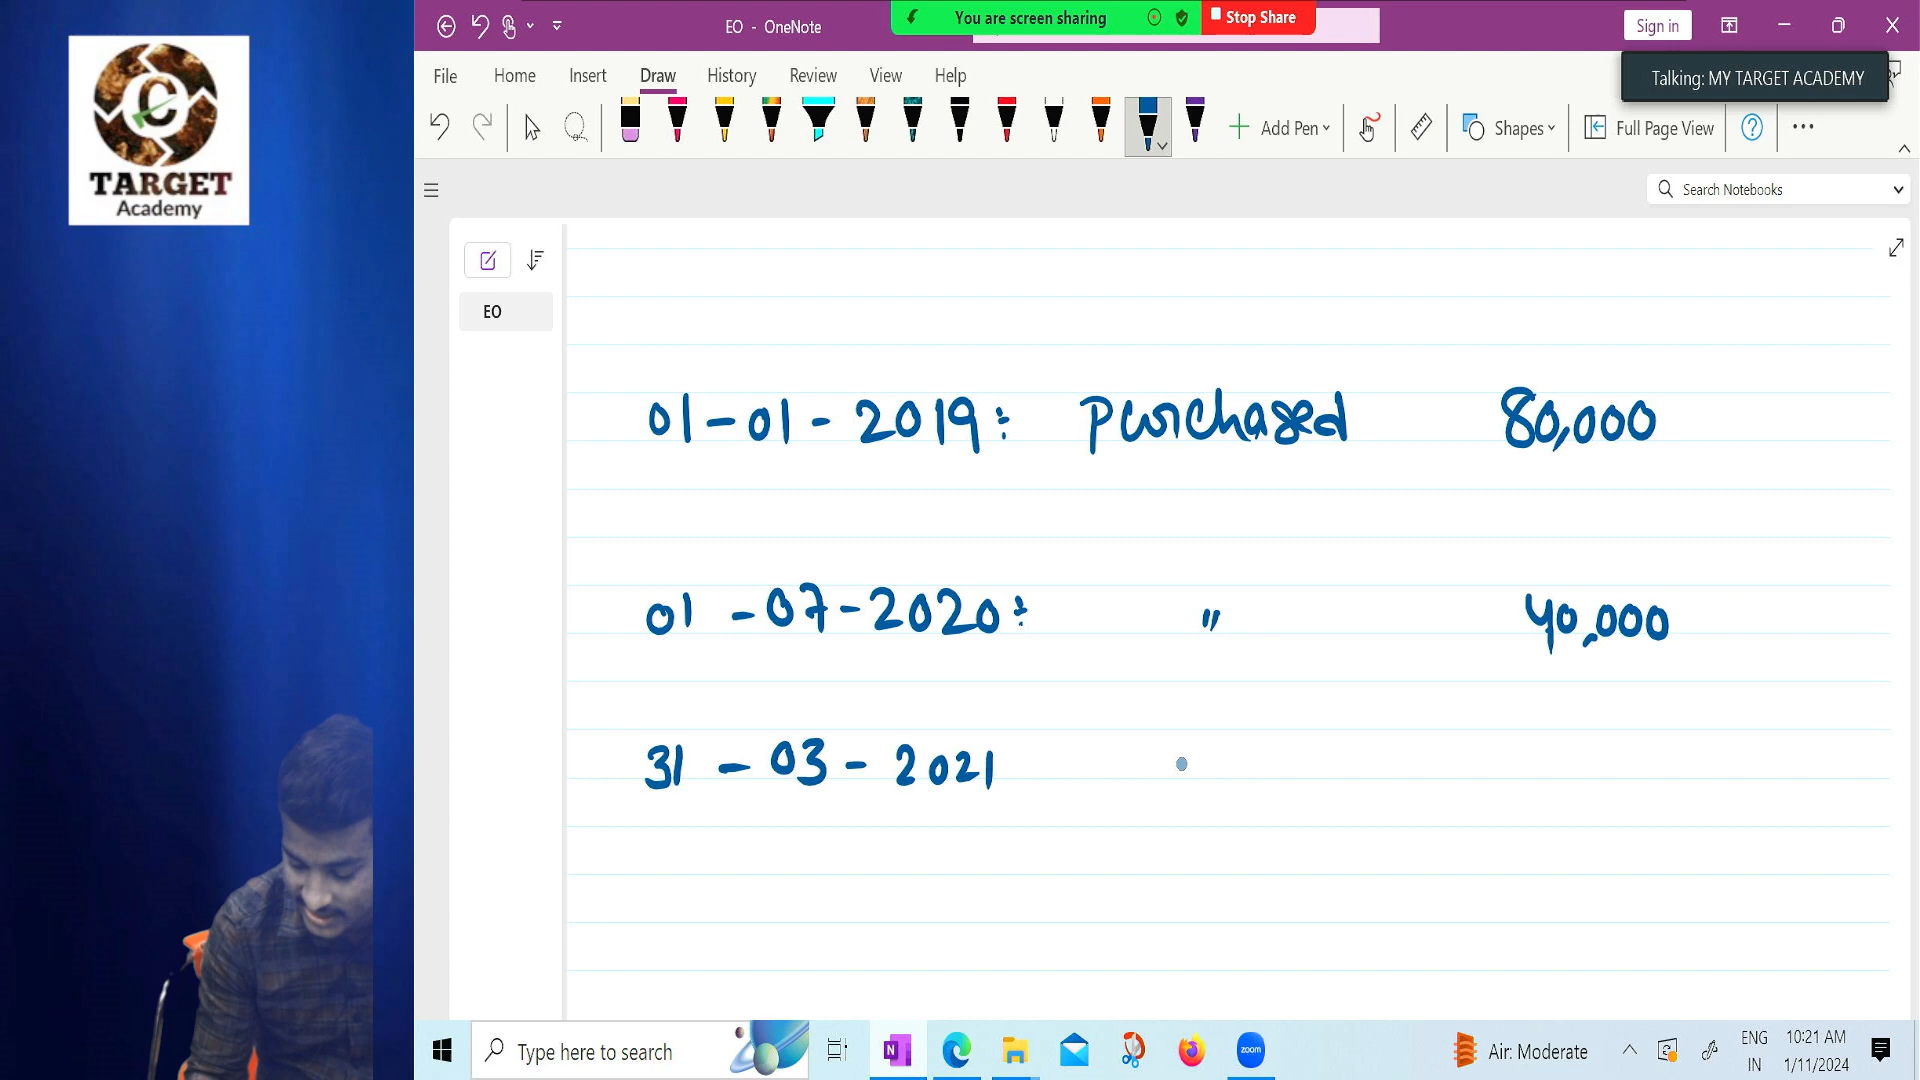 EO - OneNote
You are screen sharing
Stop Share
Sign in
Talking: MY TARGET ACADEMY
File Home Insert Draw History Review View Help
Add Pen
Shapes
Full Page View
Search Notebooks
C
TARGET
Academy
EO
01-01-2019: purchased 80,000
01-07-2020: " 40,000
31-03-2021
Type here to search
N
zoom
Air: Moderate
ENG
IN
10:21 AM
1/11/2024